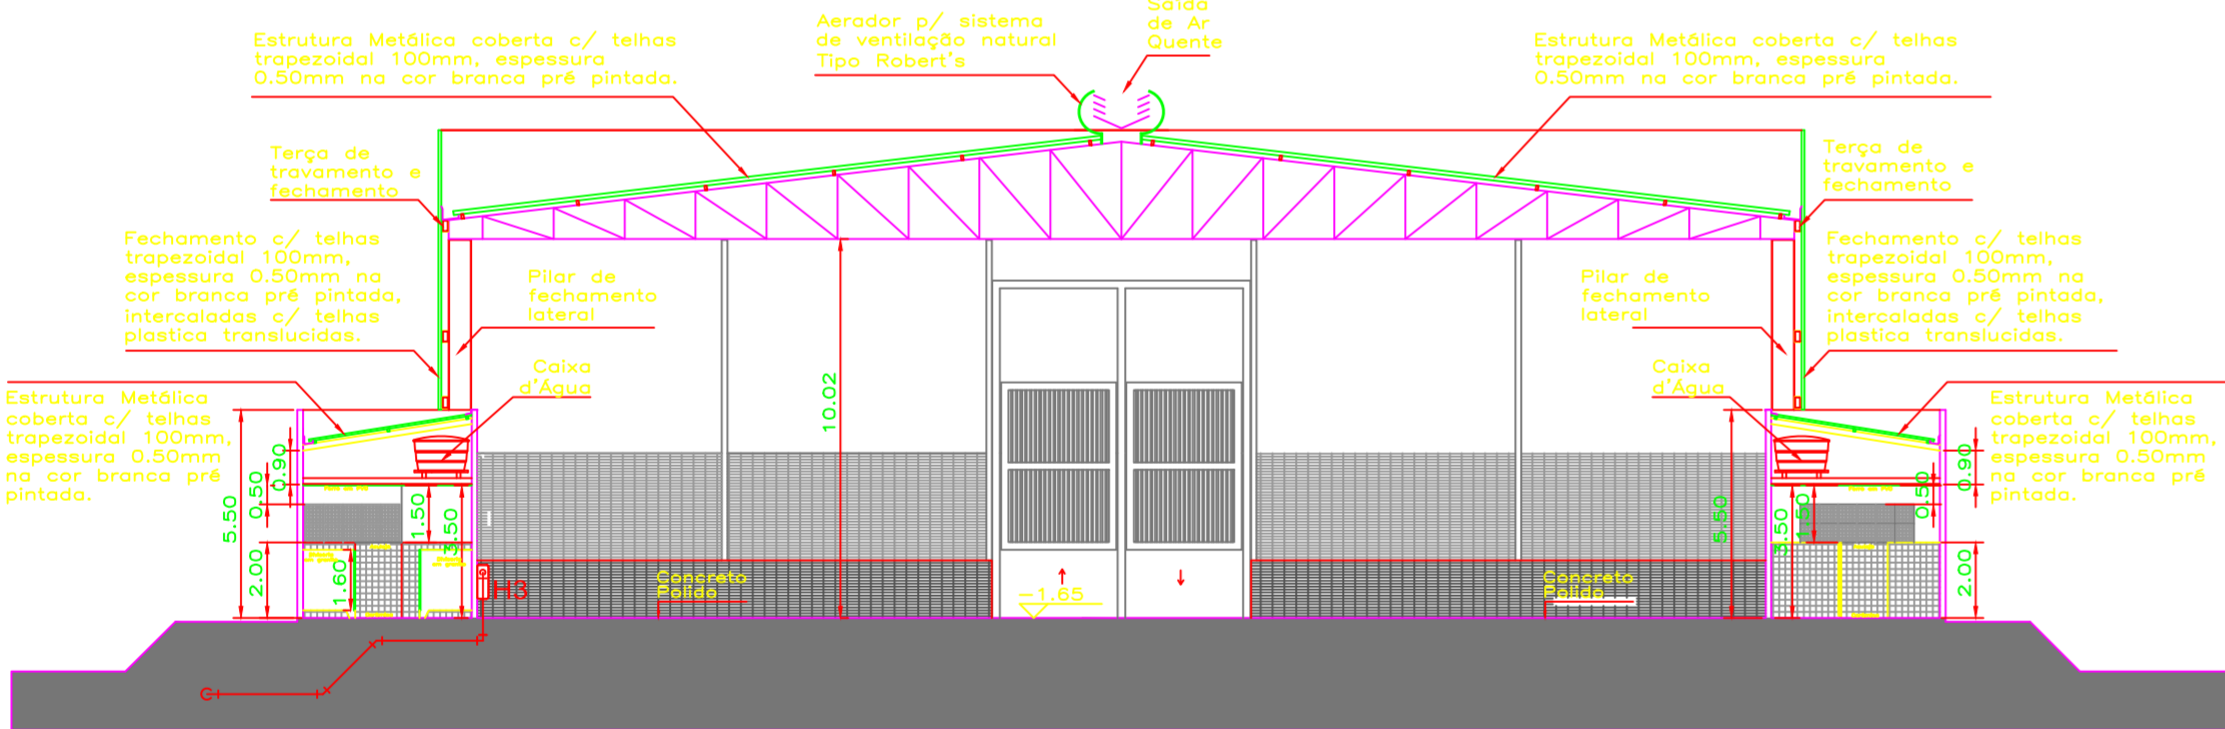 Saída
de Ar
Quente
Aerador p/ sistema
de ventilação natural
Tipo Robert's
Estrutura Metálica coberta c/ telhas
trapezoidal 100mm, espessura
0.50mm na cor branca pré pintada.
Estrutura Metálica coberta c/ telhas
trapezoidal 100mm, espessura
0.50mm na cor branca pré pintada.
Terça de
travamento e
fechamento
Terça de
travamento e
fechamento
Fechamento c/ telhas
trapezoidal 100mm,
espessura 0.50mm na
cor branca pré pintada,
intercaladas c/ telhas
plastica translucidas.
Pilar de
fechamento
lateral
Pilar de
fechamento
lateral
Fechamento c/ telhas
trapezoidal 100mm,
espessura 0.50mm na
cor branca pré pintada,
intercaladas c/ telhas
plastica translucidas.
Caixa
d'Água
Caixa
d'Água
Estrutura Metálica
coberta c/ telhas
trapezoidal 100mm,
espessura 0.50mm
na cor branca pré
pintada.
Estrutura Metálica
coberta c/ telhas
trapezoidal 100mm,
espessura 0.50mm
na cor branca pré
pintada.
10.02
5.50
0.50
0.90
1.50
3.50
2.00
1.60
H3
Concreto
Polido
-1.65
Concreto
Polido
5.50
3.50
1.50
0.50
0.90
2.00
C